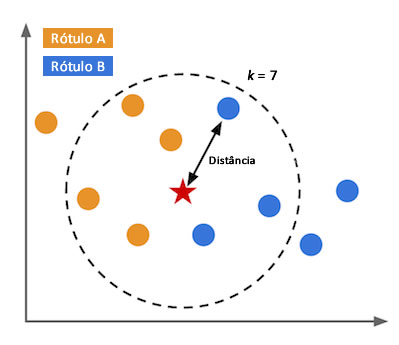 Rótulo A
Rótulo B
k = 7
Distância